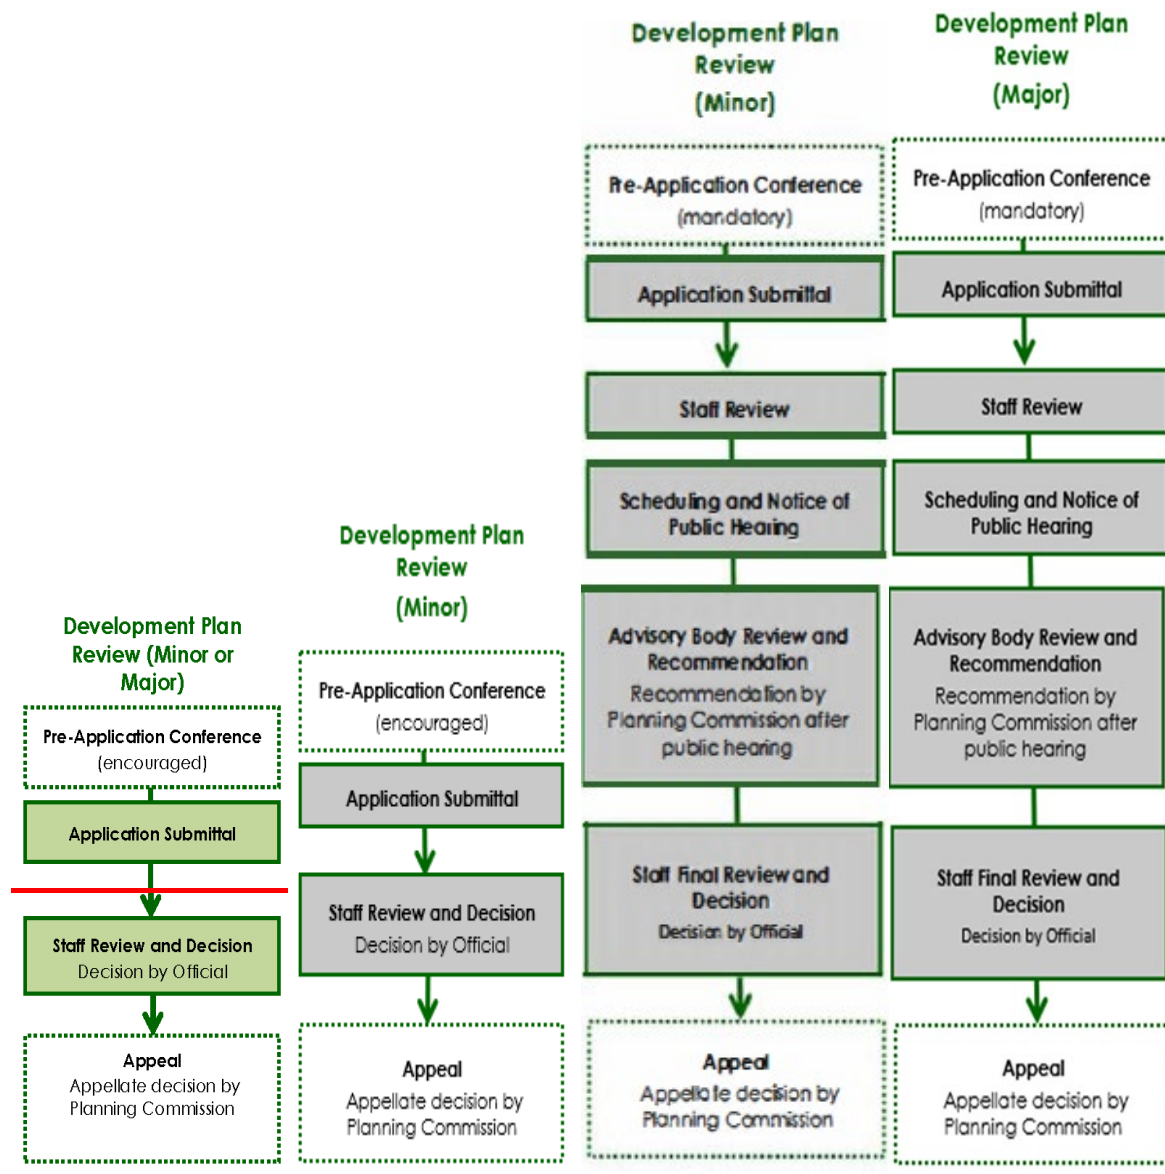 Development Plan
Review (Minor or
Major)
Pre-Application Conference
(encouraged)
Application Submittal
Staff Review and Decision
Decision by Official
Appeal
Appellate decision by
Planning Commission
Development Plan
Review
(Minor)
Pre-Application Conference
(encouraged)
Application Submittal
Staff Review and Decision
Decision by Official
Appeal
Appellate decision by
Planning Commission
Development Plan
Review
(Minor)
Pre-Application Conference
(mandatory)
Application Submittal
Staff Review
Scheduling and Notice of
Public Hearing
Advisory Body Review and
Recommendation
Recommendation by
Planning Commission after
public hearing
Staff Final Review and
Decision
Decision by Official
Appeal
Appellate decision by
Planning Commission
Development Plan
Review
(Major)
Pre-Application Conference
(mandatory)
Application Submittal
Staff Review
Scheduling and Notice of
Public Hearing
Advisory Body Review and
Recommendation
Recommendation by
Planning Commission after
public hearing
Staff Final Review and
Decision
Decision by Official
Appeal
Appellate decision by
Planning Commission